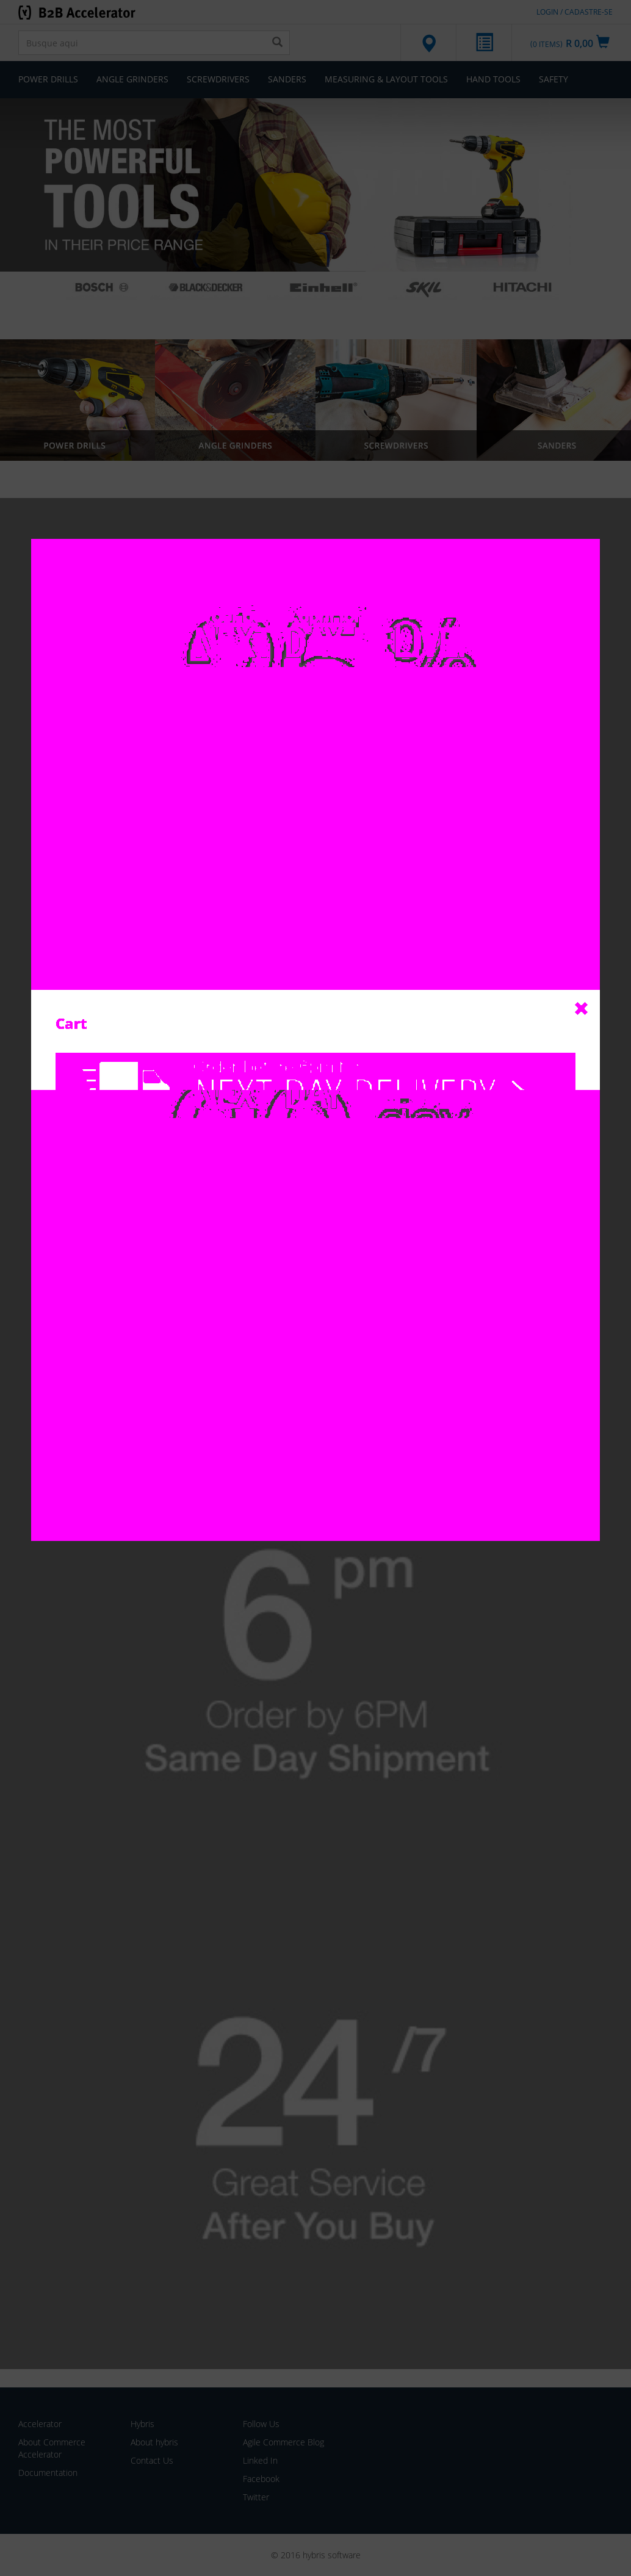 B2B Accelerator
LOGIN / CADASTRE-SE
Busque aqui
(0 ITEMS) R 0,00
POWER DRILLS ANGLE GRINDERS SCREWDRIVERS SANDERS MEASURING & LAYOUT TOOLS HAND TOOLS SAFETY
THE MOST
POWERFUL
TOOLS
IN THEIR PRICE RANGE
BOSCH BLACK&DECKER Einhell SKIL HITACHI
POWER DRILLS ANGLE GRINDERS SCREWDRIVERS SANDERS
Cart
NEXT DAY DELIVERY
6 pm
Order by 6PM
Same Day Shipment
24/7
Great Service
After You Buy
Accelerator
About Commerce
Accelerator
Documentation
Hybris
About hybris
Contact Us
Follow Us
Agile Commerce Blog
Linked In
Facebook
Twitter
© 2016 hybris software